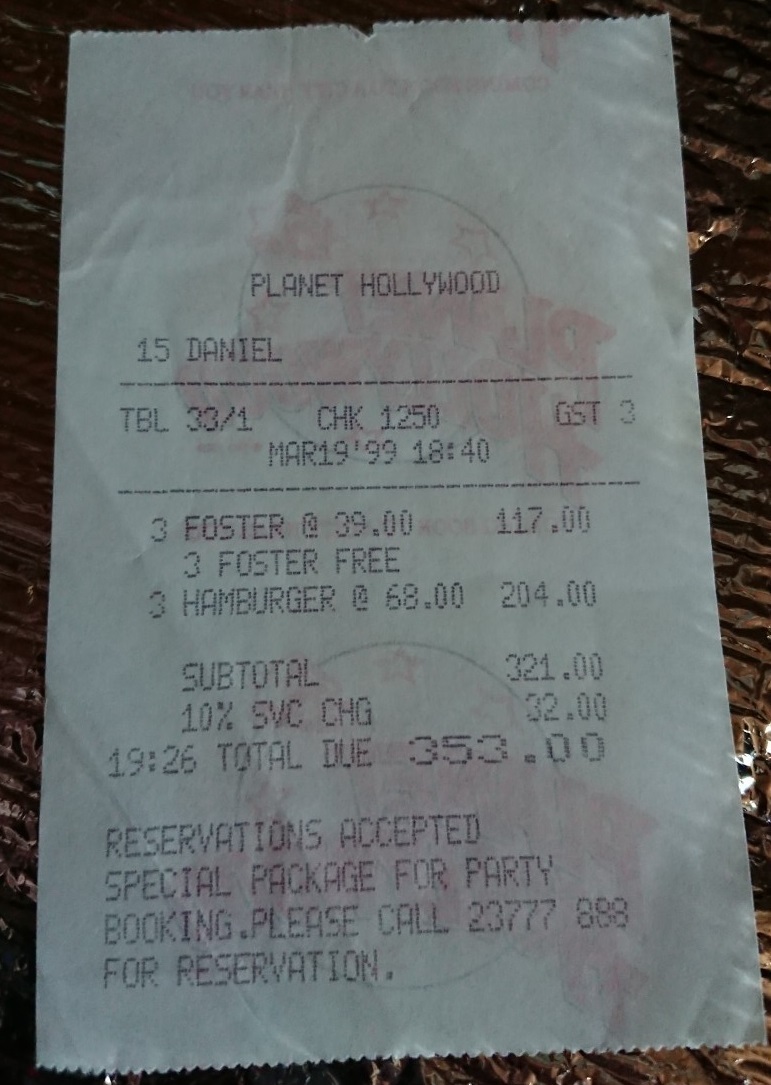 PLANET HOLLYWOOD
15 DANIEL
TBL 33/1 CHK 1250 GST 3
MAR19'99 18:40
3 FOSTER @ 39.00 117.00
3 FOSTER FREE
3 HAMBURGER @ 68.00 204.00
SUBTOTAL 321.00
10% SVC CHG 32.00
19:26 TOTAL DUE 353.00
RESERVATIONS ACCEPTED
SPECIAL PACKAGE FOR PARTY
BOOKING.PLEASE CALL 23777 888
FOR RESERVATION.